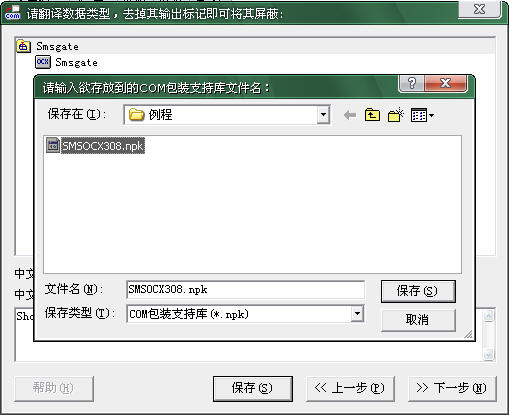 请翻译数据类型，去掉其输出标记即可将其屏蔽:
com
Smsgate
OCX Smsgate
请输入欲存放到的COM包装支持库文件名：
保存在(I):
例程
SMSOCX308.npk
文件名(N):
SMSOCX308.npk
保存(S)
保存类型(T):
COM包装支持库(*.npk)
取消
中文
中文
Sho
帮助(H)
保存(S)
<< 上一步(P)
>> 下一步(N)